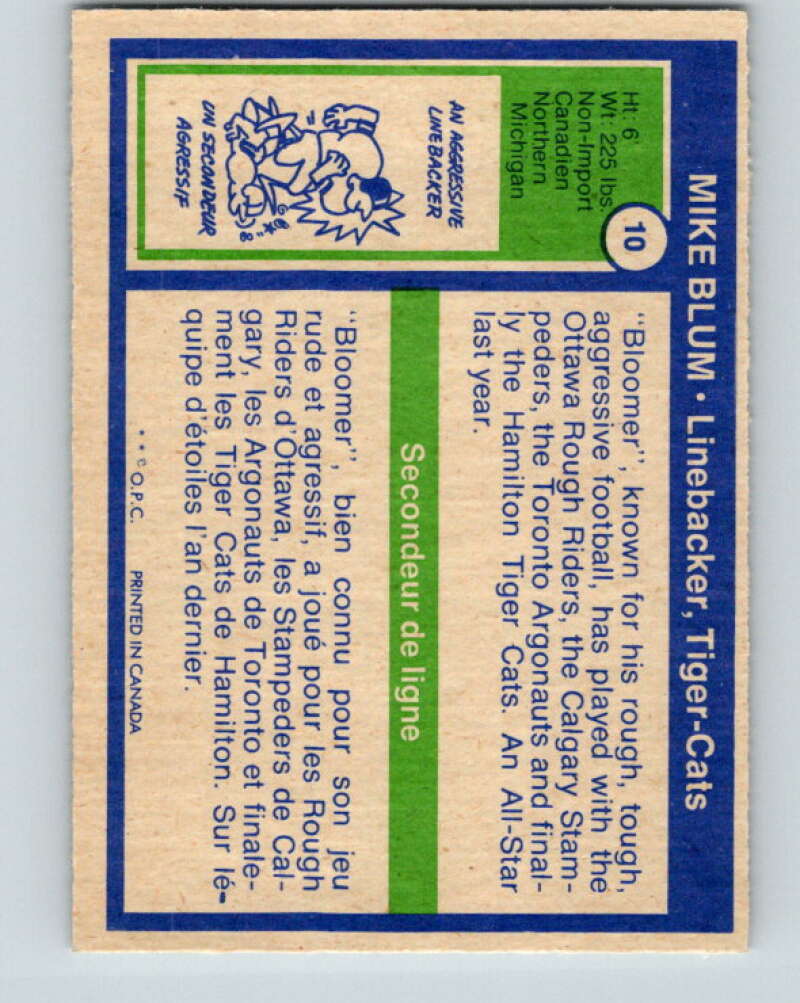 MIKE BLUM • Linebacker, Tiger-Cats
10
Ht: 6'
Wt: 225 lbs.
Non-Import
Canadien
Northern
Michigan
AN AGGRESSIVE
LINEBACKER
UN SECONDEUR
AGRESSIF
"Bloomer", known for his rough, tough,
aggressive football, has played with the
Ottawa Rough Riders, the Calgary Stam-
peders, the Toronto Argonauts and final-
ly the Hamilton Tiger Cats. An All-Star
last year.
Secondeur de ligne
"Bloomer", bien connu pour son jeu
rude et agressif, a joué pour les Rough
Riders d'Ottawa, les Stampeders de Cal-
gary, les Argonauts de Toronto et finale-
ment les Tiger Cats de Hamilton. Sur lé-
quipe d'étoiles l'an dernier.
**© O.P.C. PRINTED IN CANADA